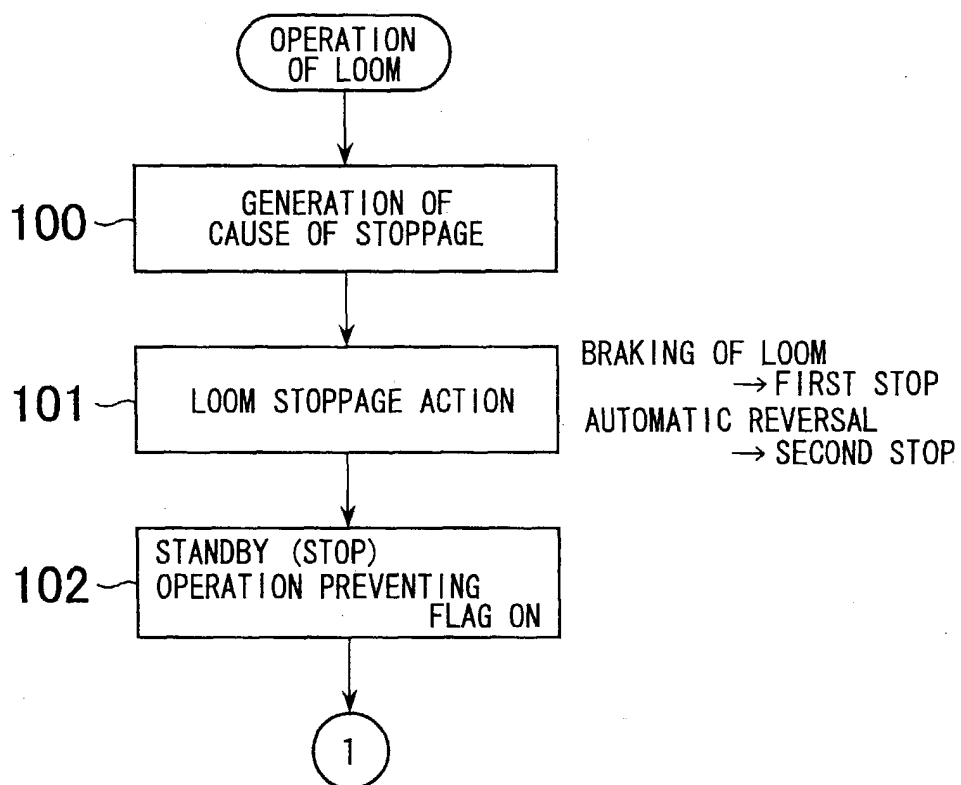 OPERATION
OF LOOM
100
GENERATION OF
CAUSE OF STOPPAGE
101
LOOM STOPPAGE ACTION
BRAKING OF LOOM
→ FIRST STOP
AUTOMATIC REVERSAL
→ SECOND STOP
102
STANDBY (STOP)
OPERATION PREVENTING
FLAG ON
1